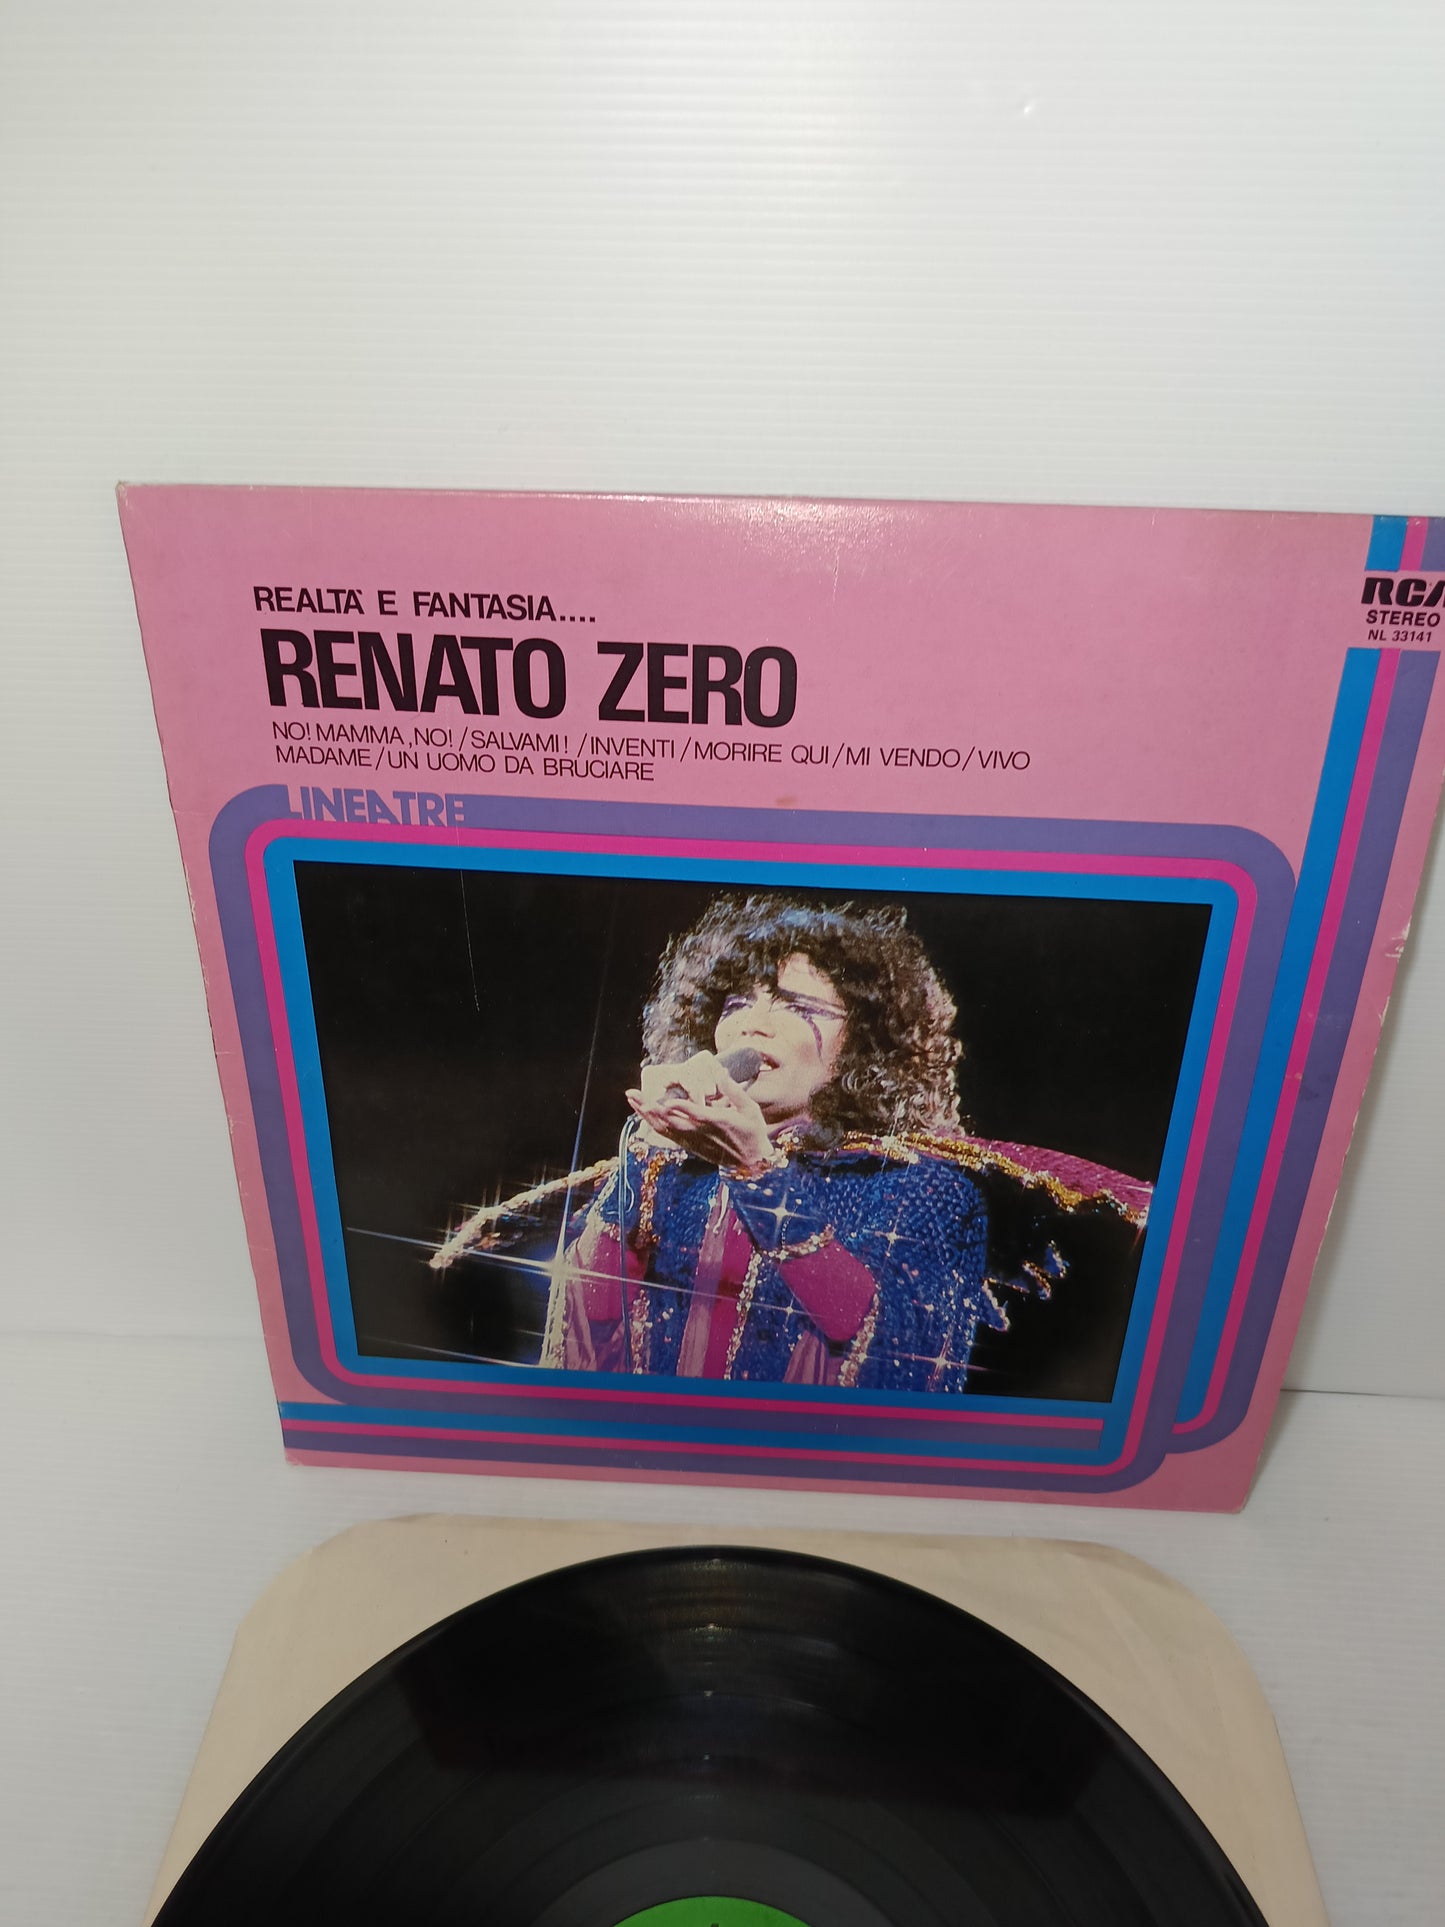 REALTÀ E FANTASIA....
RENATO ZERO
NO! MAMMA, NO!/SALVAMI!/INVENTI/MORIRE QUI/MI VENDO/VIVO
MADAME/UN UOMO DA BRUCIARE
LINEATRE
RCA
STEREO
NL 33141